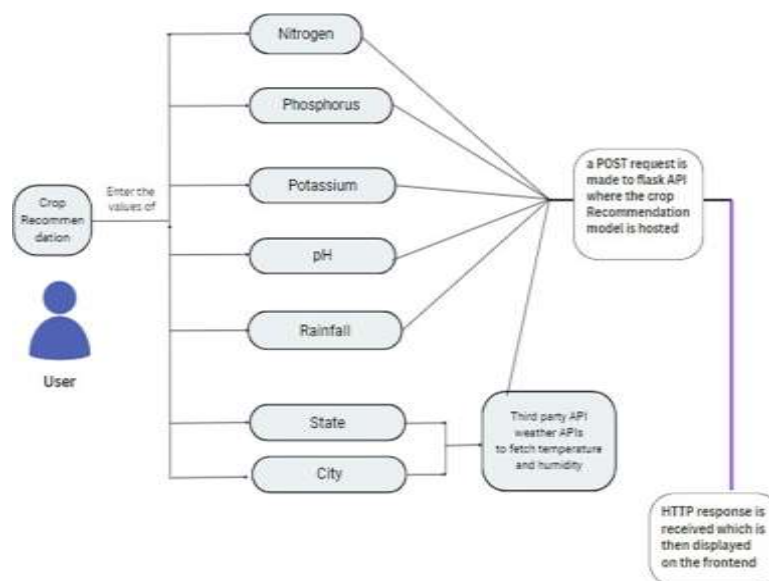 Nitrogen
Phosphorus
Potassium
pH
Rainfall
State
City
Crop
Recommen
dation
Enter the
values of
User
Third party API
weather APIs
to fetch temperature
and humidity
a POST request is
made to flask API
where the crop
Recommendation
model is hosted
HTTP response is
received which is
then displayed
on the frontend